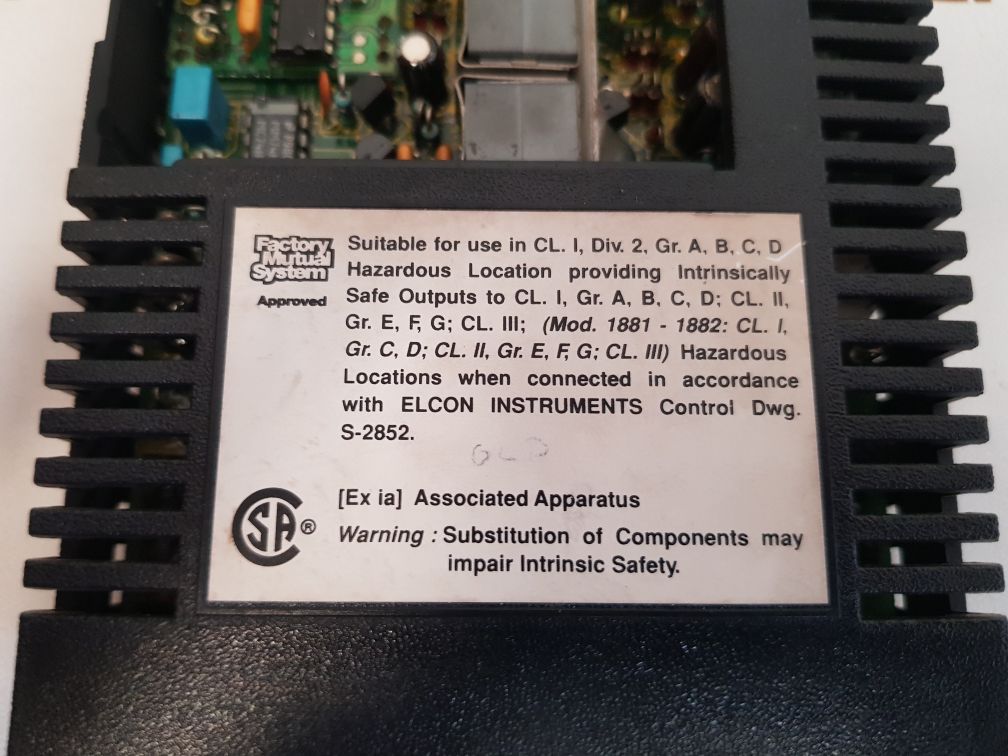 Factory
Mutual
System
Approved
Suitable for use in CL. I, Div. 2, Gr. A, B, C, D
Hazardous Location providing Intrinsically
Safe Outputs to CL. I, Gr. A, B, C, D; CL. II,
Gr. E, F, G; CL. III; (Mod. 1881 - 1882: CL. I,
Gr. C, D; CL. II, Gr. E, F, G; CL. III) Hazardous
Locations when connected in accordance
with ELCON INSTRUMENTS Control Dwg.
S-2852.
[Ex ia] Associated Apparatus
CSA ®
Warning : Substitution of Components may
impair Intrinsic Safety.